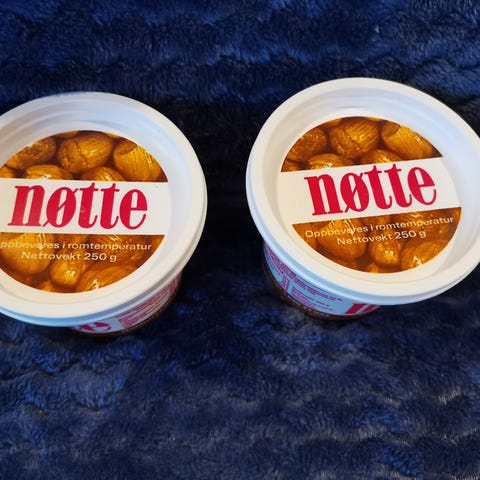 nøtte
Oppbevares i romtemperatur
Nettovekt 250 g
nøtte
Oppbevares i romtemperatur
Nettovekt 250 g